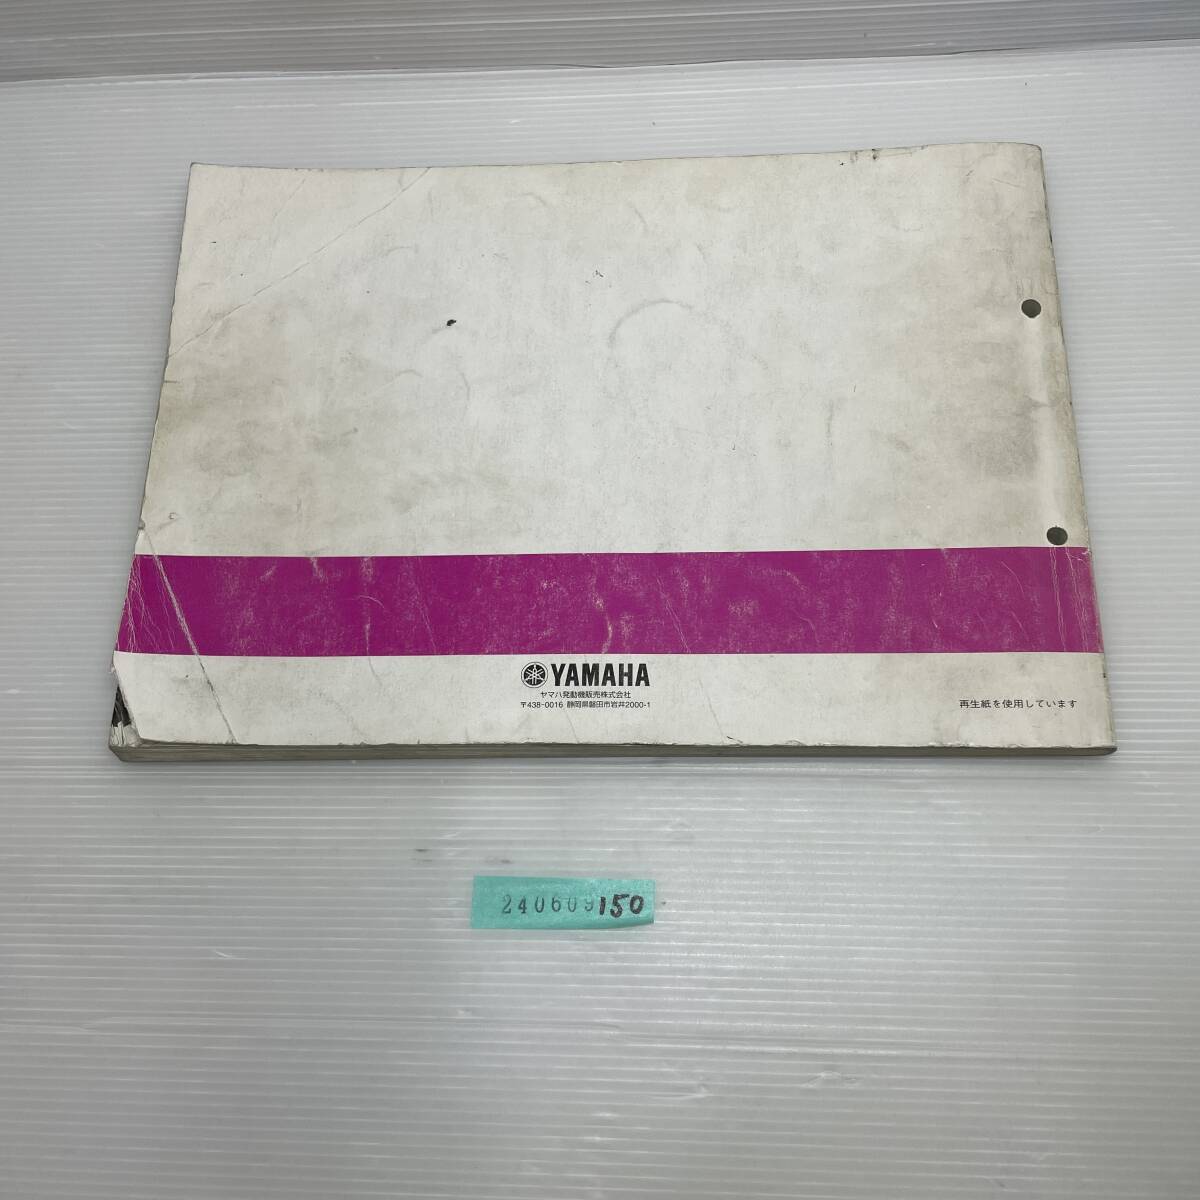 YAMAHA
ヤマハ発動機販売株式会社
〒438-0016 静岡県磐田市岩井2000-1
再生紙を使用しています
240609150